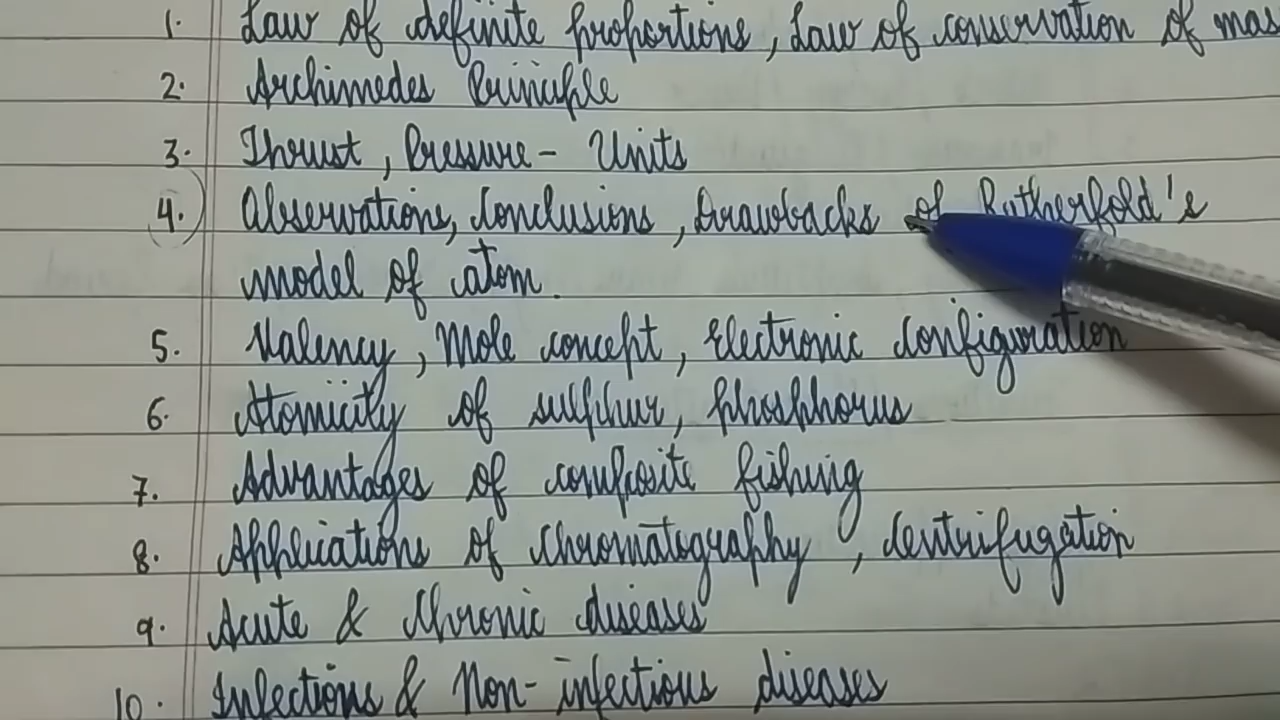 1. Law of definite proportions, Law of conservation of mas
2. Archimedes Principle
3. Thrust, Pressure - Units
4. Observations, Conclusions, Drawbacks of Rutherfold's
model of atom.
5. Valency, Mole concept, Electronic Configuration
6. Atomicity of sulphur, phosphorus
7. Advantages of composite fishing
8. Applications of Chromatography, Centrifugation
9. Acute & Chronic diseases
10. Infections & Non-infectious diseases